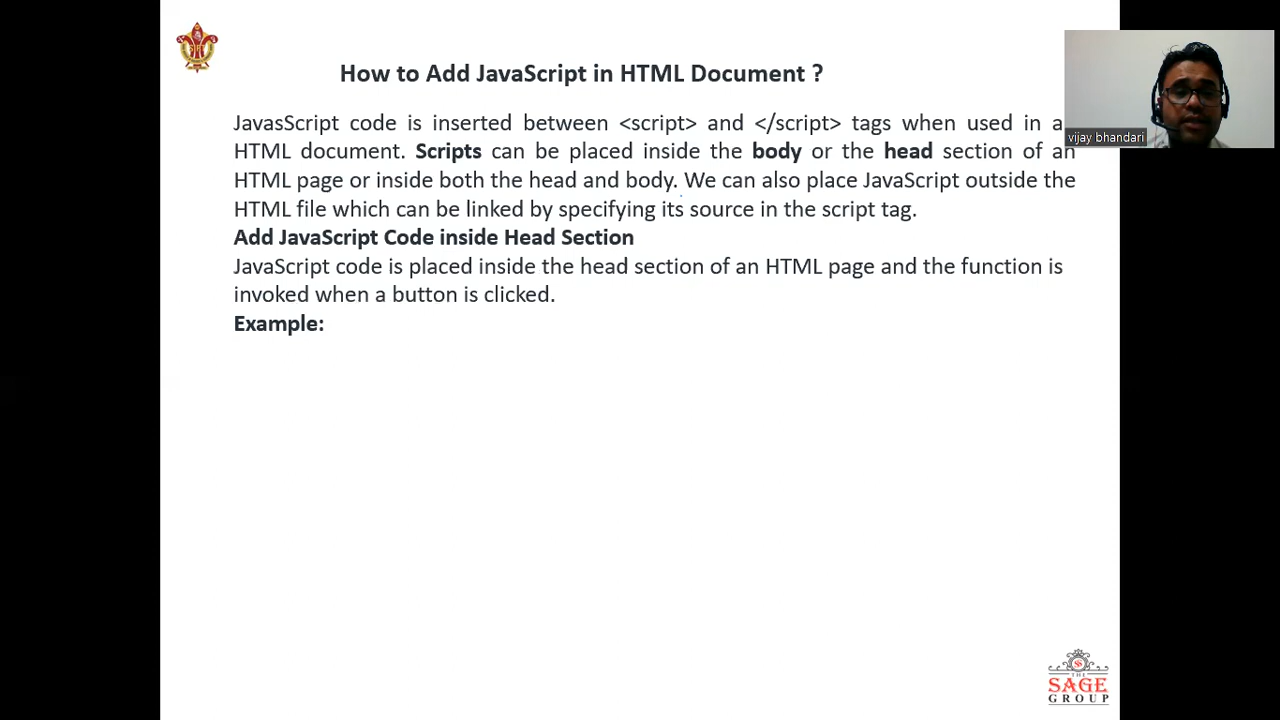 How to Add JavaScript in HTML Document ?
JavasScript code is inserted between <script> and </script> tags when used in
HTML document. Scripts can be placed inside the body or the head section of an
HTML page or inside both the head and body. We can also place JavaScript outside the
HTML file which can be linked by specifying its source in the script tag.
Add JavaScript Code inside Head Section
JavaScript code is placed inside the head section of an HTML page and the function is
invoked when a button is clicked.
Example:
vijay bhandari
THE
SAGE
GROUP